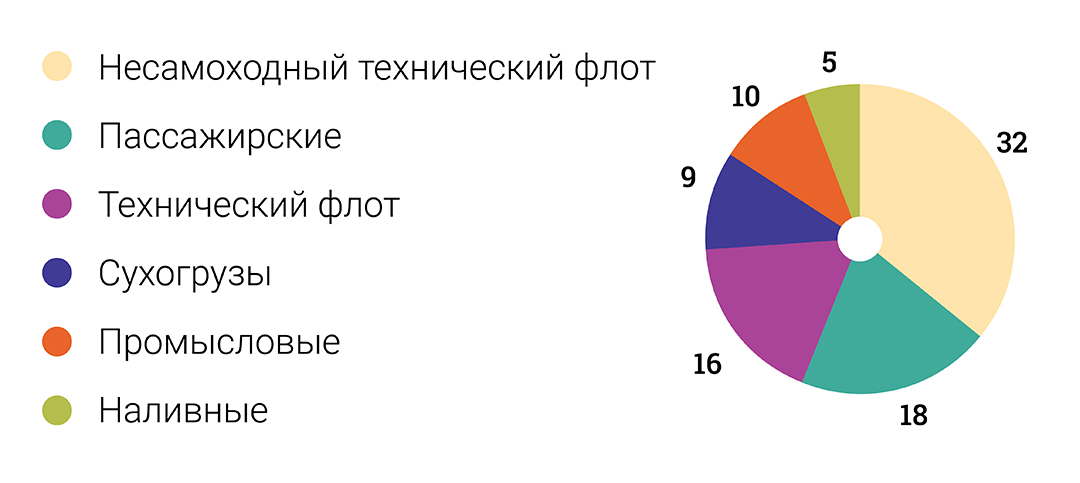 Несамоходный технический флот
Пассажирские
Технический флот
Сухогрузы
Промысловые
Наливные
5
10
32
9
16
18